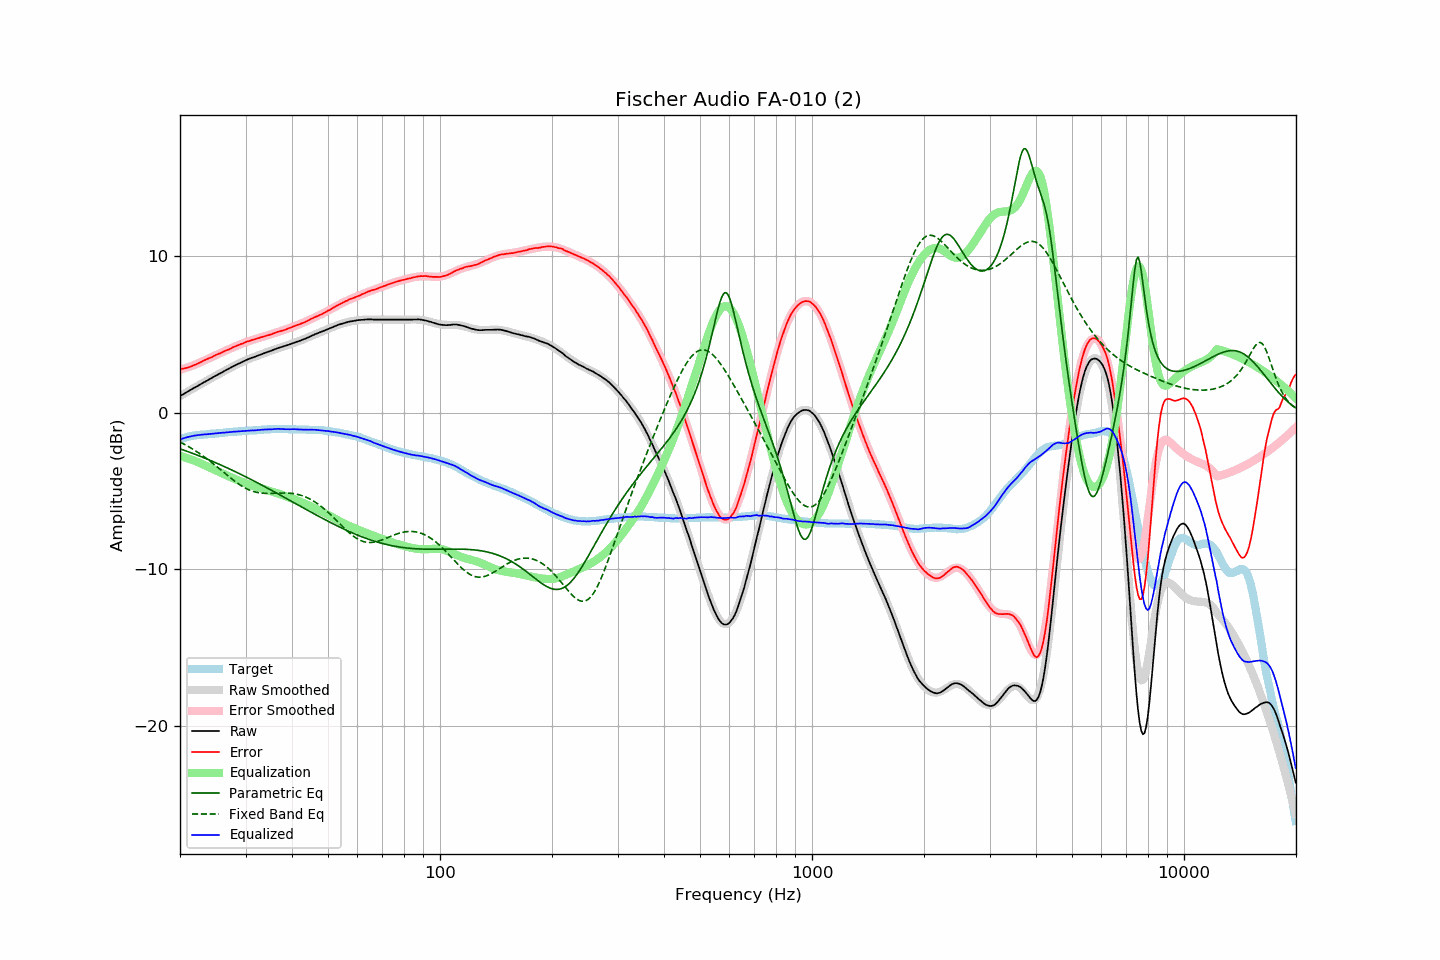 Fischer Audio FA-010 (2)
Amplitude (dBr)
10
0
−10
−20
Target
Raw Smoothed
Error Smoothed
Raw
Error
Equalization
Parametric Eq
Fixed Band Eq
Equalized
100
1000
10000
Frequency (Hz)